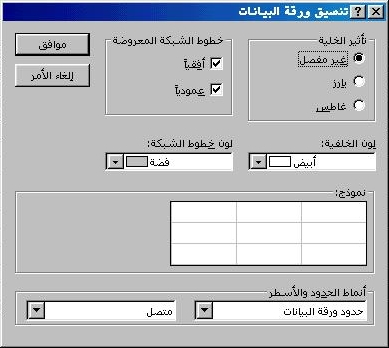 تنسيق ورقة البيانات
تأثير الخلية
غير مفصل
بارز
غاطس
خطوط الشبكة المعروضة
أفقياً
عمودياً
موافق
إلغاء الأمر
لون الخلفية:
أبيض
لون خطوط الشبكة:
فضة
نموذج:
أنماط الحدود والأسطر
حدود ورقة البيانات
متصل